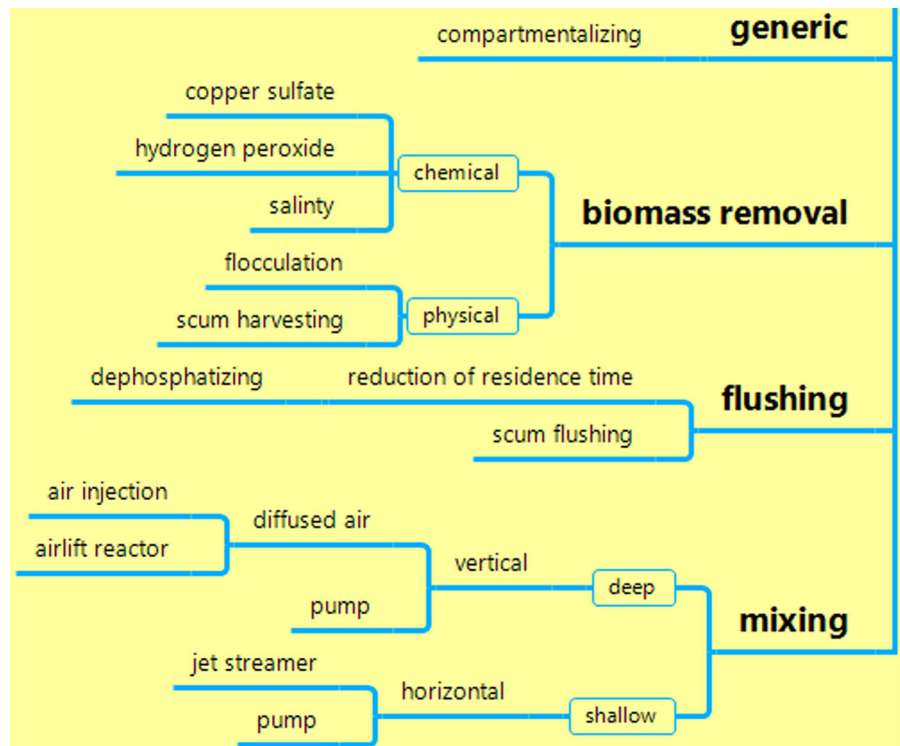 compartmentalizing
generic
copper sulfate
hydrogen peroxide
chemical
salinty
biomass removal
flocculation
scum harvesting
physical
dephosphatizing
reduction of residence time
flushing
scum flushing
air injection
diffused air
airlift reactor
vertical
deep
pump
mixing
jet streamer
horizontal
shallow
pump